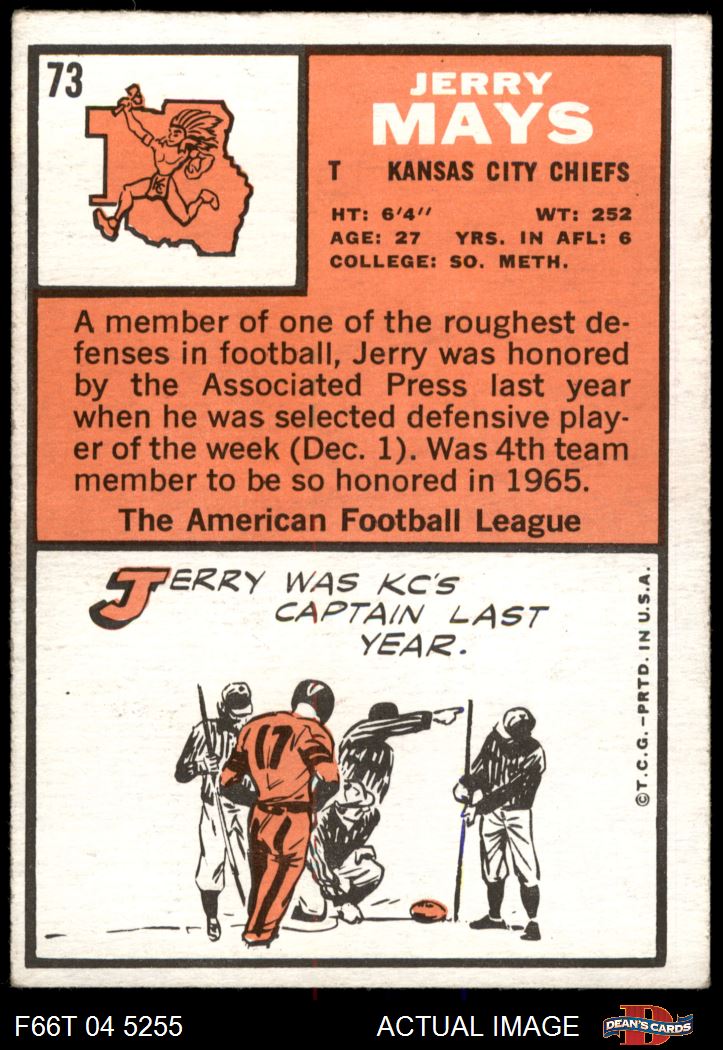 73
JERRY
MAYS
T KANSAS CITY CHIEFS
HT: 6'4" WT: 252
AGE: 27 YRS. IN AFL: 6
COLLEGE: SO. METH.
KC
A member of one of the roughest de-
fenses in football, Jerry was honored
by the Associated Press last year
when he was selected defensive play-
er of the week (Dec. 1). Was 4th team
member to be so honored in 1965.
The American Football League
JERRY WAS KC'S
CAPTAIN LAST
YEAR.
17
©T.C.G.-PRTD. IN U.S.A.
F66T 04 5255
ACTUAL IMAGE
D
DEAN'S CARDS